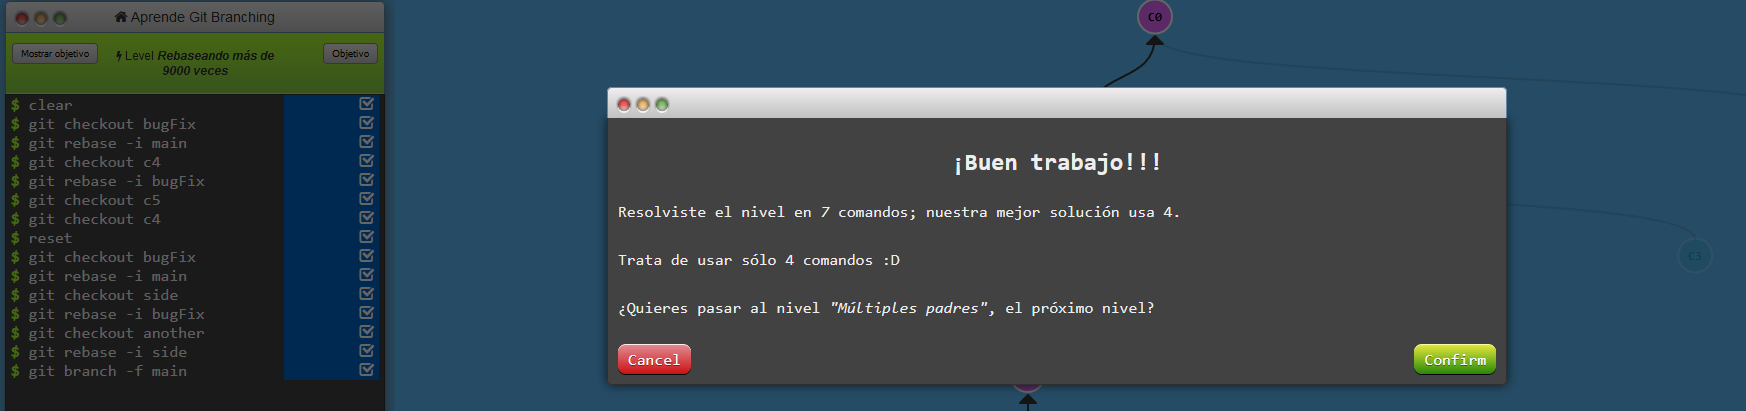 Aprende Git Branching
Mostrar objetivo
Level Rebaseando más de
9000 veces
Objetivo
$ clear
$ git checkout bugFix
$ git rebase -i main
$ git checkout c4
$ git rebase -i bugFix
$ git checkout c5
$ git checkout c4
$ reset
$ git checkout bugFix
$ git rebase -i main
$ git checkout side
$ git rebase -i bugFix
$ git checkout another
$ git rebase -i side
$ git branch -f main
C0
¡Buen trabajo!!!
Resolviste el nivel en 7 comandos; nuestra mejor solución usa 4.
Trata de usar sólo 4 comandos :D
¿Quieres pasar al nivel "Múltiples padres", el próximo nivel?
Cancel
Confirm
C3